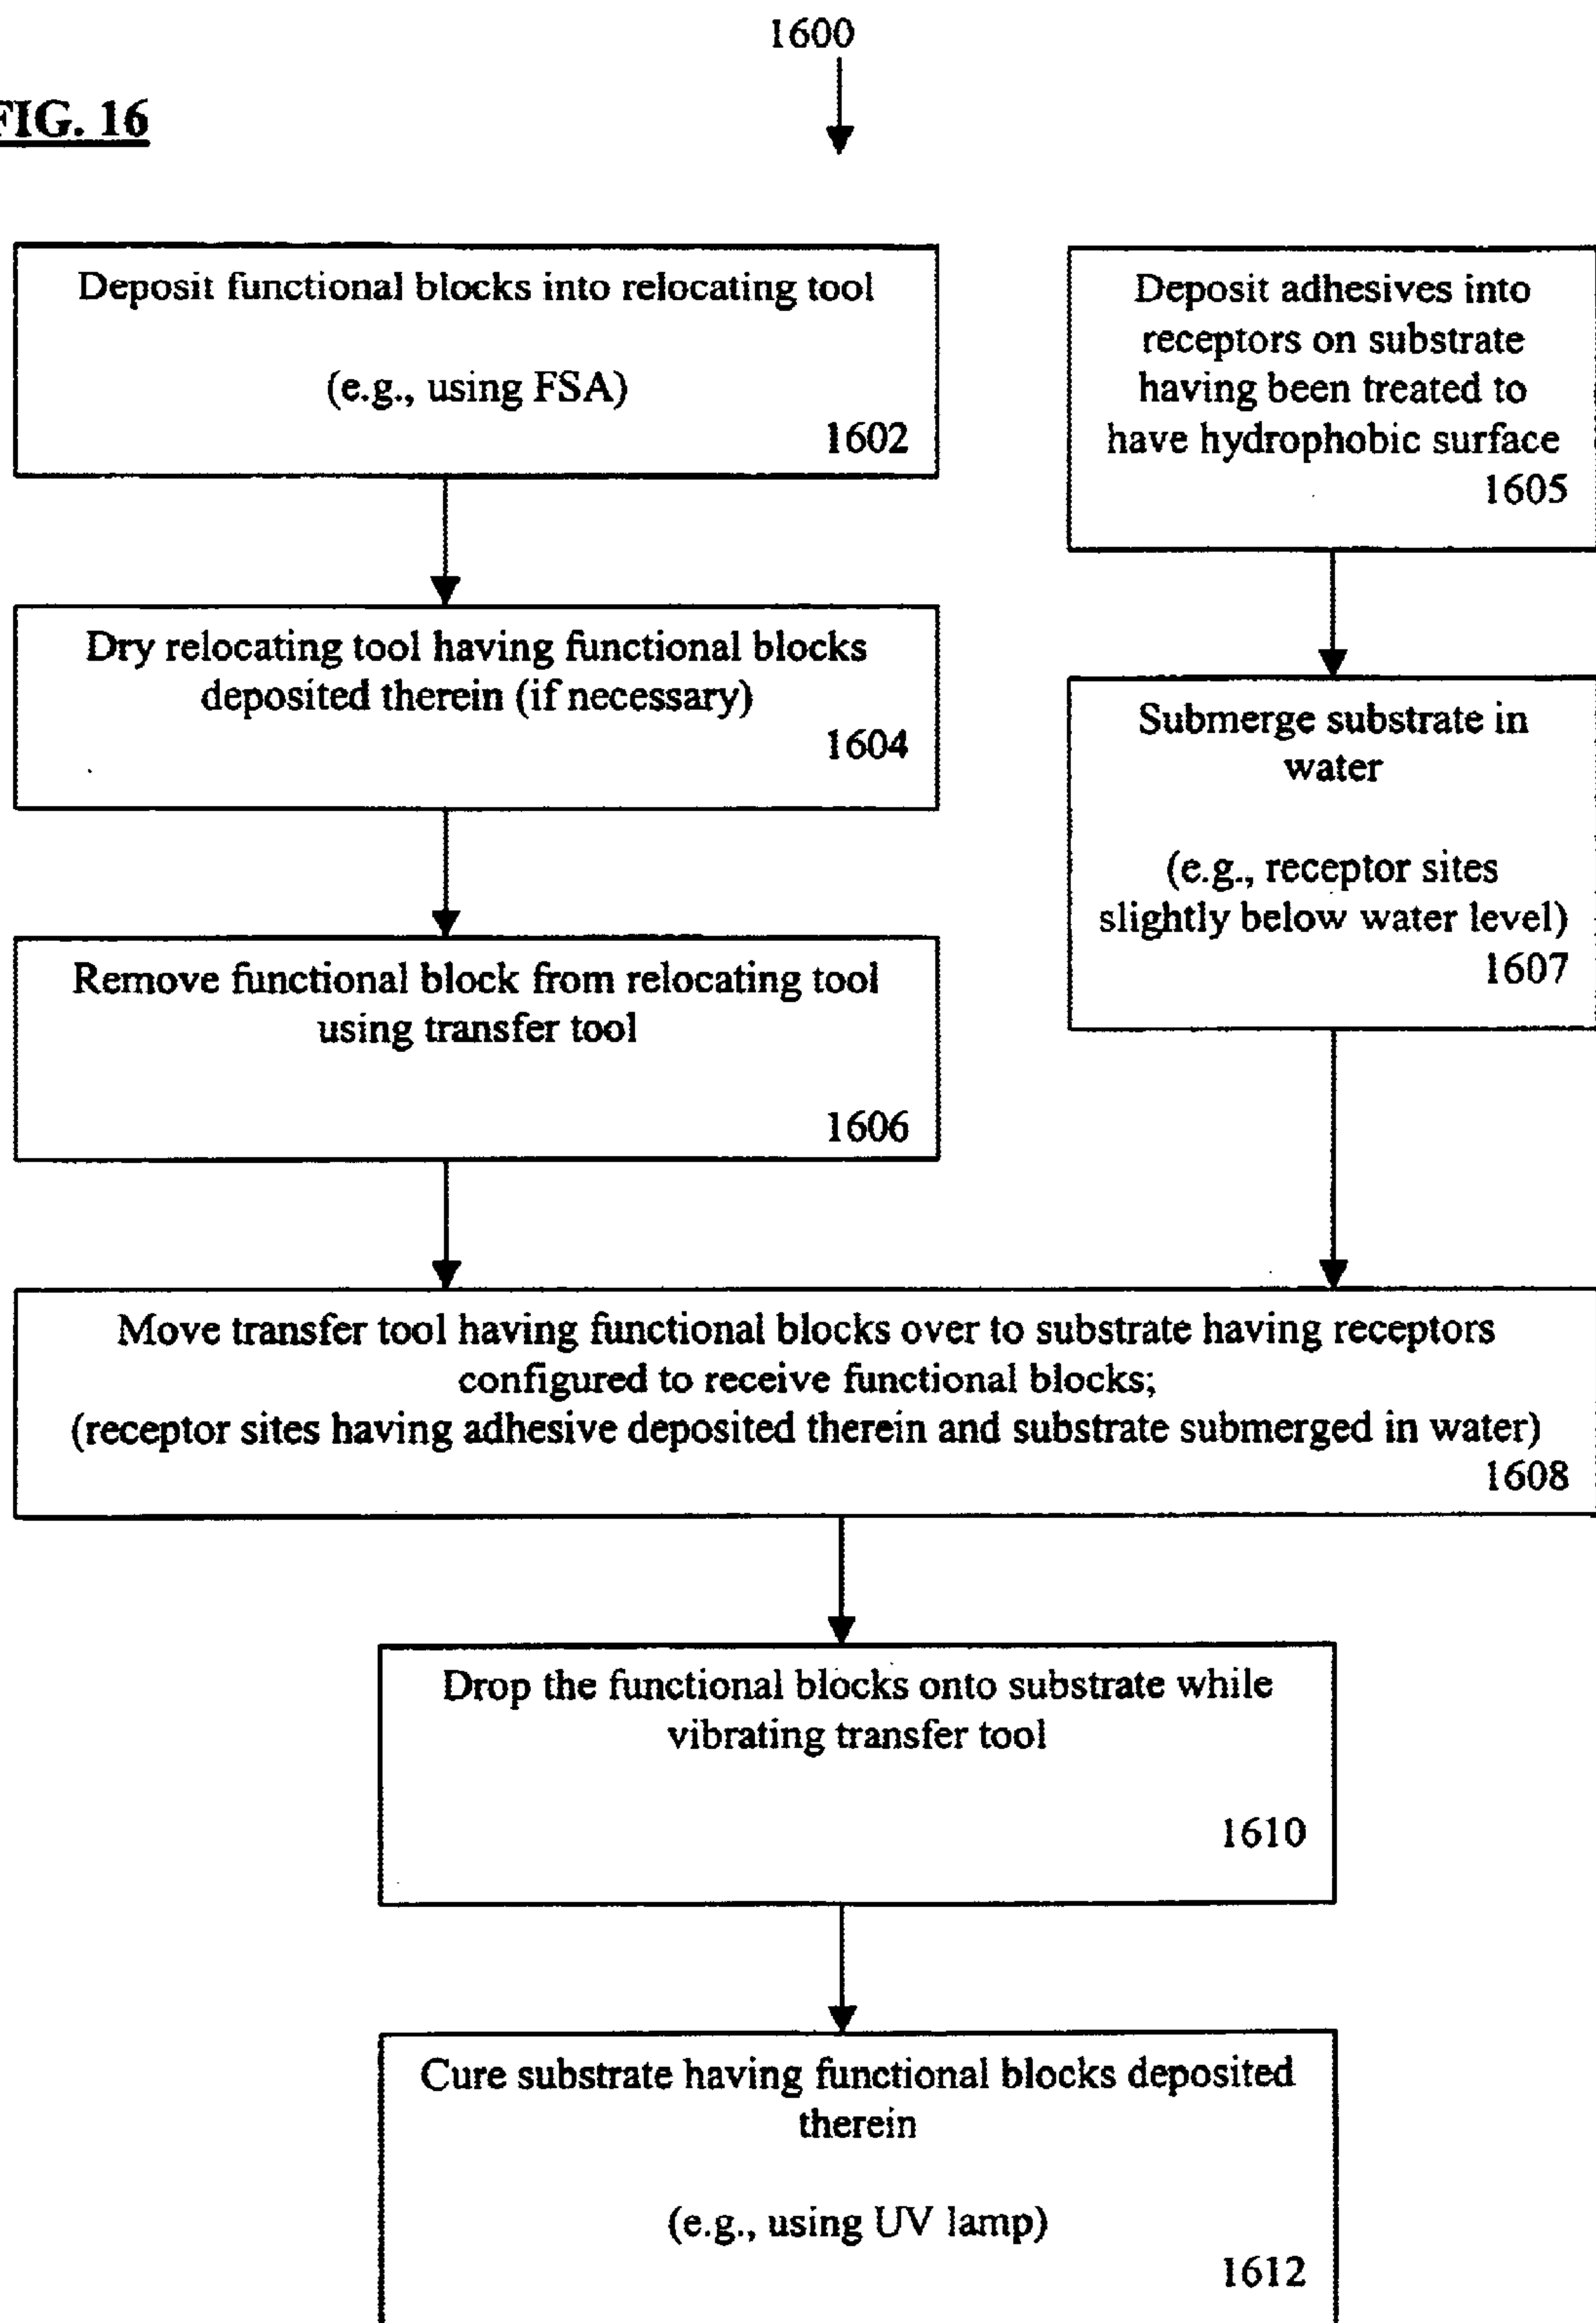 1600
FIG. 16
Deposit functional blocks into relocating tool
(e.g., using FSA)
1602
Dry relocating tool having functional blocks
deposited therein (if necessary)
1604
Remove functional block from relocating tool
using transfer tool
1606
Deposit adhesives into
receptors on substrate
having been treated to
have hydrophobic surface
1605
Submerge substrate in
water
(e.g., receptor sites
slightly below water level)
1607
Move transfer tool having functional blocks over to substrate having receptors
configured to receive functional blocks;
(receptor sites having adhesive deposited therein and substrate submerged in water)
1608
Drop the functional blocks onto substrate while
vibrating transfer tool
1610
Cure substrate having functional blocks deposited
therein
(e.g., using UV lamp)
1612